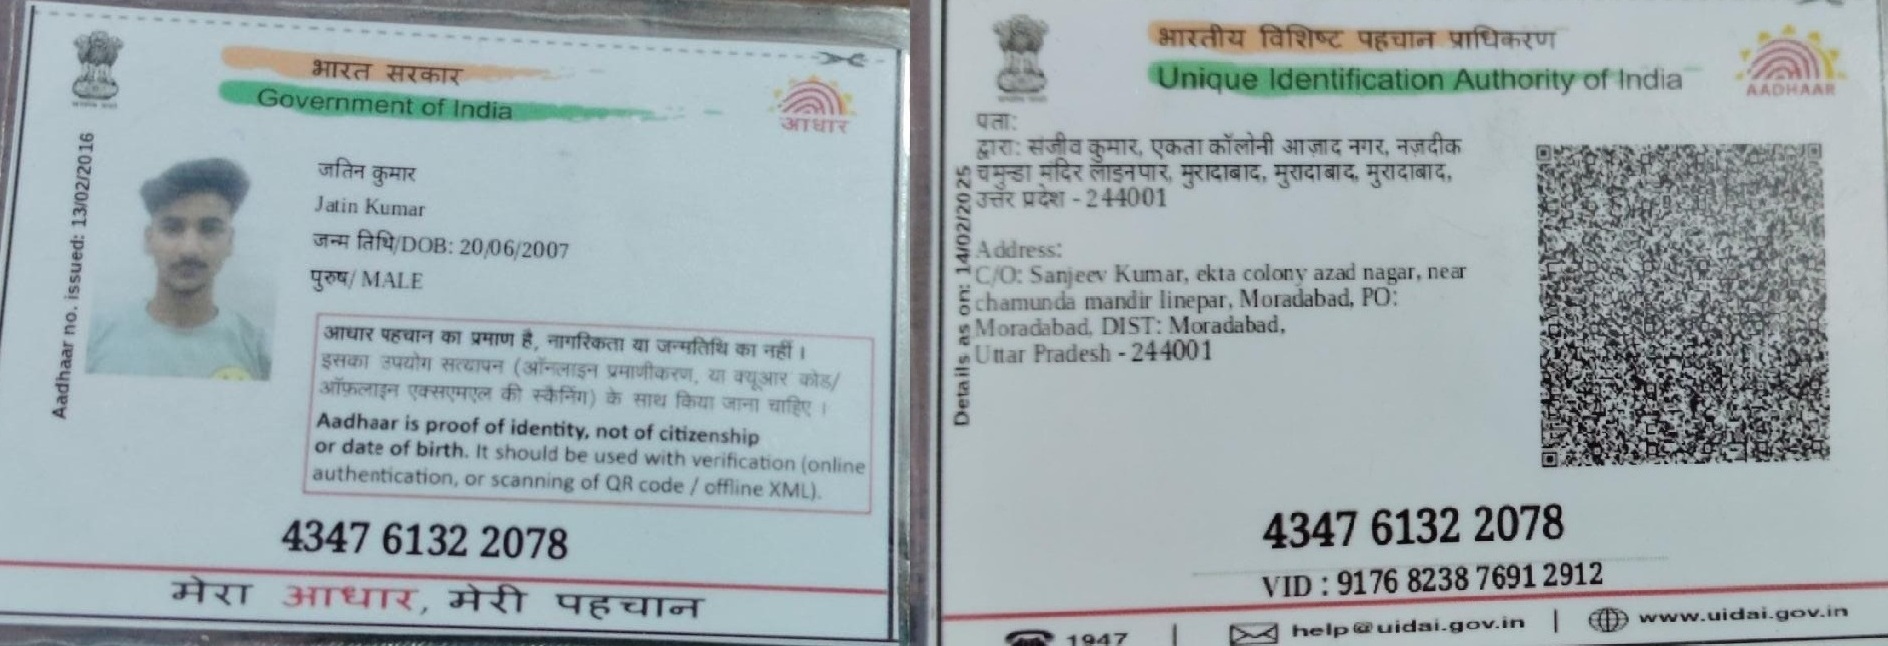 भारत सरकार
Government of India
आधार
Aadhaar no. issued: 13/02/2016
जतिन कुमार
Jatin Kumar
जन्म तिथि/DOB: 20/06/2007
पुरुष/ MALE
आधार पहचान का प्रमाण है, नागरिकता या जन्मतिथि का नहीं ।
इसका उपयोग सत्यापन (ऑनलाइन प्रमाणीकरण, या क्यूआर कोड/
ऑफ़लाइन एक्सएमएल की स्कैनिंग) के साथ किया जाना चाहिए ।
Aadhaar is proof of identity, not of citizenship
or date of birth. It should be used with verification (online
authentication, or scanning of QR code / offline XML).
4347 6132 2078
मेरा आधार, मेरी पहचान
भारतीय विशिष्ट पहचान प्राधिकरण
Unique Identification Authority of India
AADHAAR
Details as on: 14/02/2025
पता:
द्वारा: संजीव कुमार, एकता कॉलोनी आज़ाद नगर, नज़दीक
चमुन्डा मंदिर लाइनपार, मुरादाबाद, मुरादाबाद, मुरादाबाद,
उत्तर प्रदेश - 244001
Address:
C/O: Sanjeev Kumar, ekta colony azad nagar, near
chamunda mandir linepar, Moradabad, PO:
Moradabad, DIST: Moradabad,
Uttar Pradesh - 244001
4347 6132 2078
VID : 9176 8238 7691 2912
1947 | help@uidai.gov.in | www.uidai.gov.in